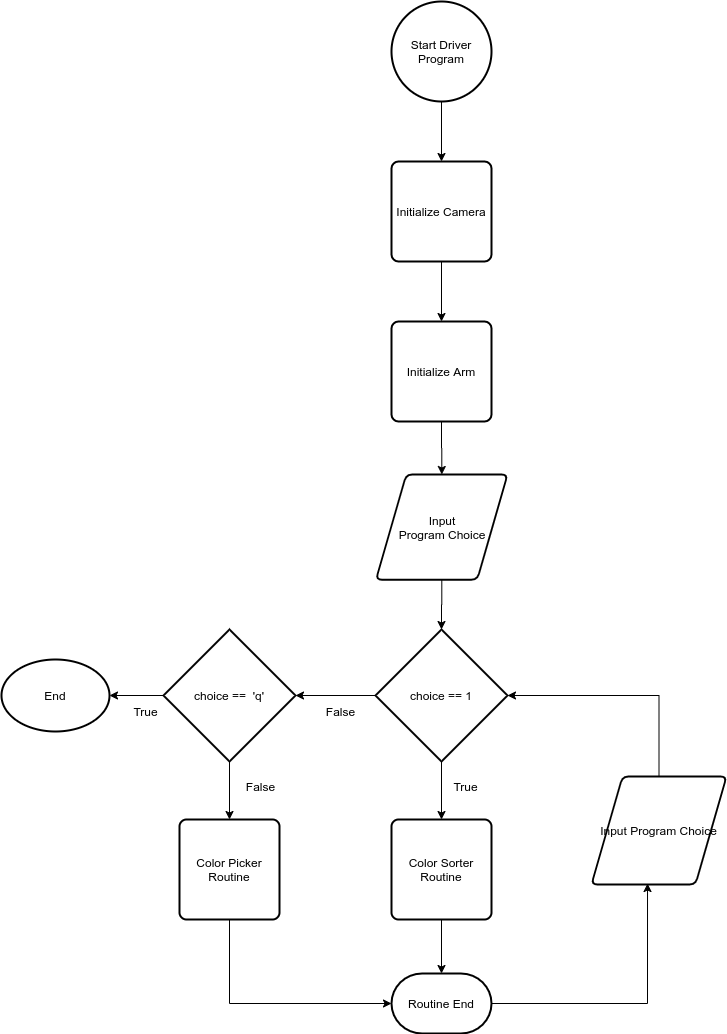 Start Driver
Program
Initialize Camera
Initialize Arm
Input
Program Choice
End
choice ==  'q'
choice == 1
True
False
False
True
Color Picker
Routine
Color Sorter
Routine
Input Program Choice
Routine End